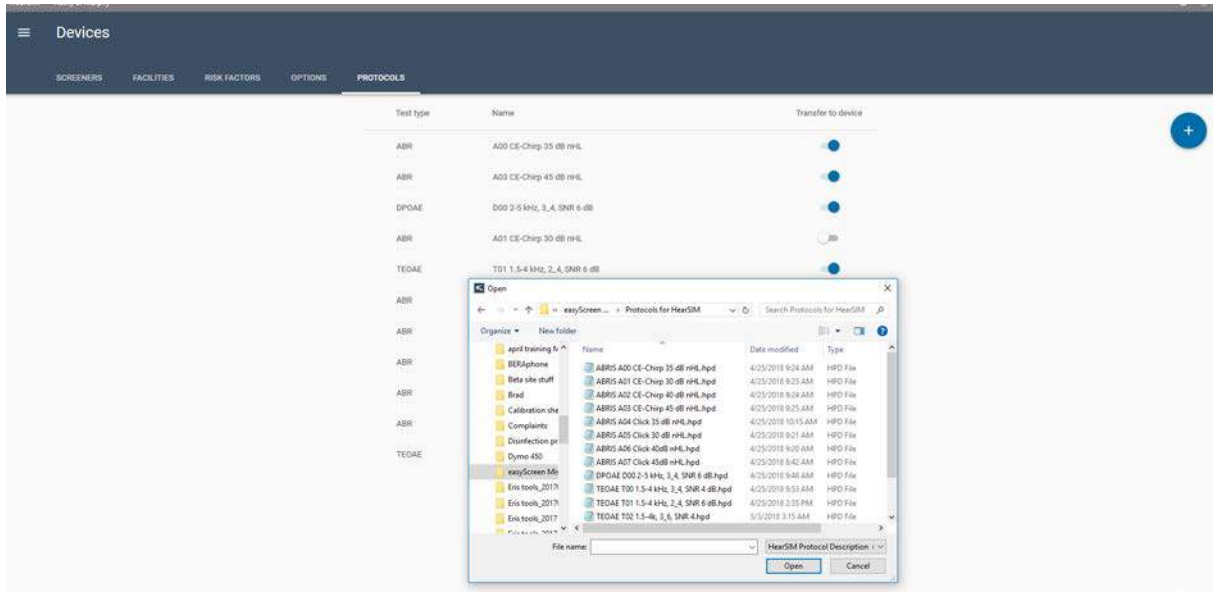 Devices
SCREENERS FACILITIES RISK FACTORS OPTIONS PROTOCOLS
Test type Name Transfer to device
ABR A00 CE-Chirp 35 dB nHL
ABR A03 CE-Chirp 45 dB nHL
DPOAE D00 2-5 kHz, 3_4, SNR 6 dB
ABR A01 CE-Chirp 30 dB nHL
TEOAE T01 1.5-4 kHz, 2_4, SNR 6 dB
ABR
ABR
ABR
ABR
ABR
TEOAE
Open
« easyScreen ... › Protocols for HearSIM Search Protocols for HearSIM
Organize New folder
Name Date modified Type
april training
BERAphone
Beta site stuff
Brad
Calibration she
Complaints
Disinfection pr
Dymo 450
easyScreen Mis
Eris tools_2017
Eris tools_2017
Eris tools_2017
ABRIS A00 CE-Chirp 35 dB nHL.hpd 4/25/2018 9:24 AM HPD File
ABRIS A01 CE-Chirp 30 dB nHL.hpd 4/25/2018 9:23 AM HPD File
ABRIS A02 CE-Chirp 40 dB nHL.hpd 4/25/2018 9:24 AM HPD File
ABRIS A03 CE-Chirp 45 dB nHL.hpd 4/25/2018 9:25 AM HPD File
ABRIS A04 Click 35 dB nHL.hpd 4/25/2018 10:15 AM HPD File
ABRIS A05 Click 30 dB nHL.hpd 4/25/2018 9:21 AM HPD File
ABRIS A06 Click 40dB nHL.hpd 4/25/2018 9:20 AM HPD File
ABRIS A07 Click 45dB nHL.hpd 4/25/2018 8:42 AM HPD File
DPOAE D00 2-5 kHz, 3_4, SNR 6 dB.hpd 4/25/2018 9:48 AM HPD File
TEOAE T00 1.5-4 kHz, 3_4, SNR 4 dB.hpd 4/25/2018 9:53 AM HPD File
TEOAE T01 1.5-4 kHz, 2_4, SNR 6 dB.hpd 4/25/2018 2:35 PM HPD File
TEOAE T02 1.5-4k, 3_6, SNR 4.hpd 5/3/2018 3:15 AM HPD File
File name: HearSIM Protocol Description
Open Cancel